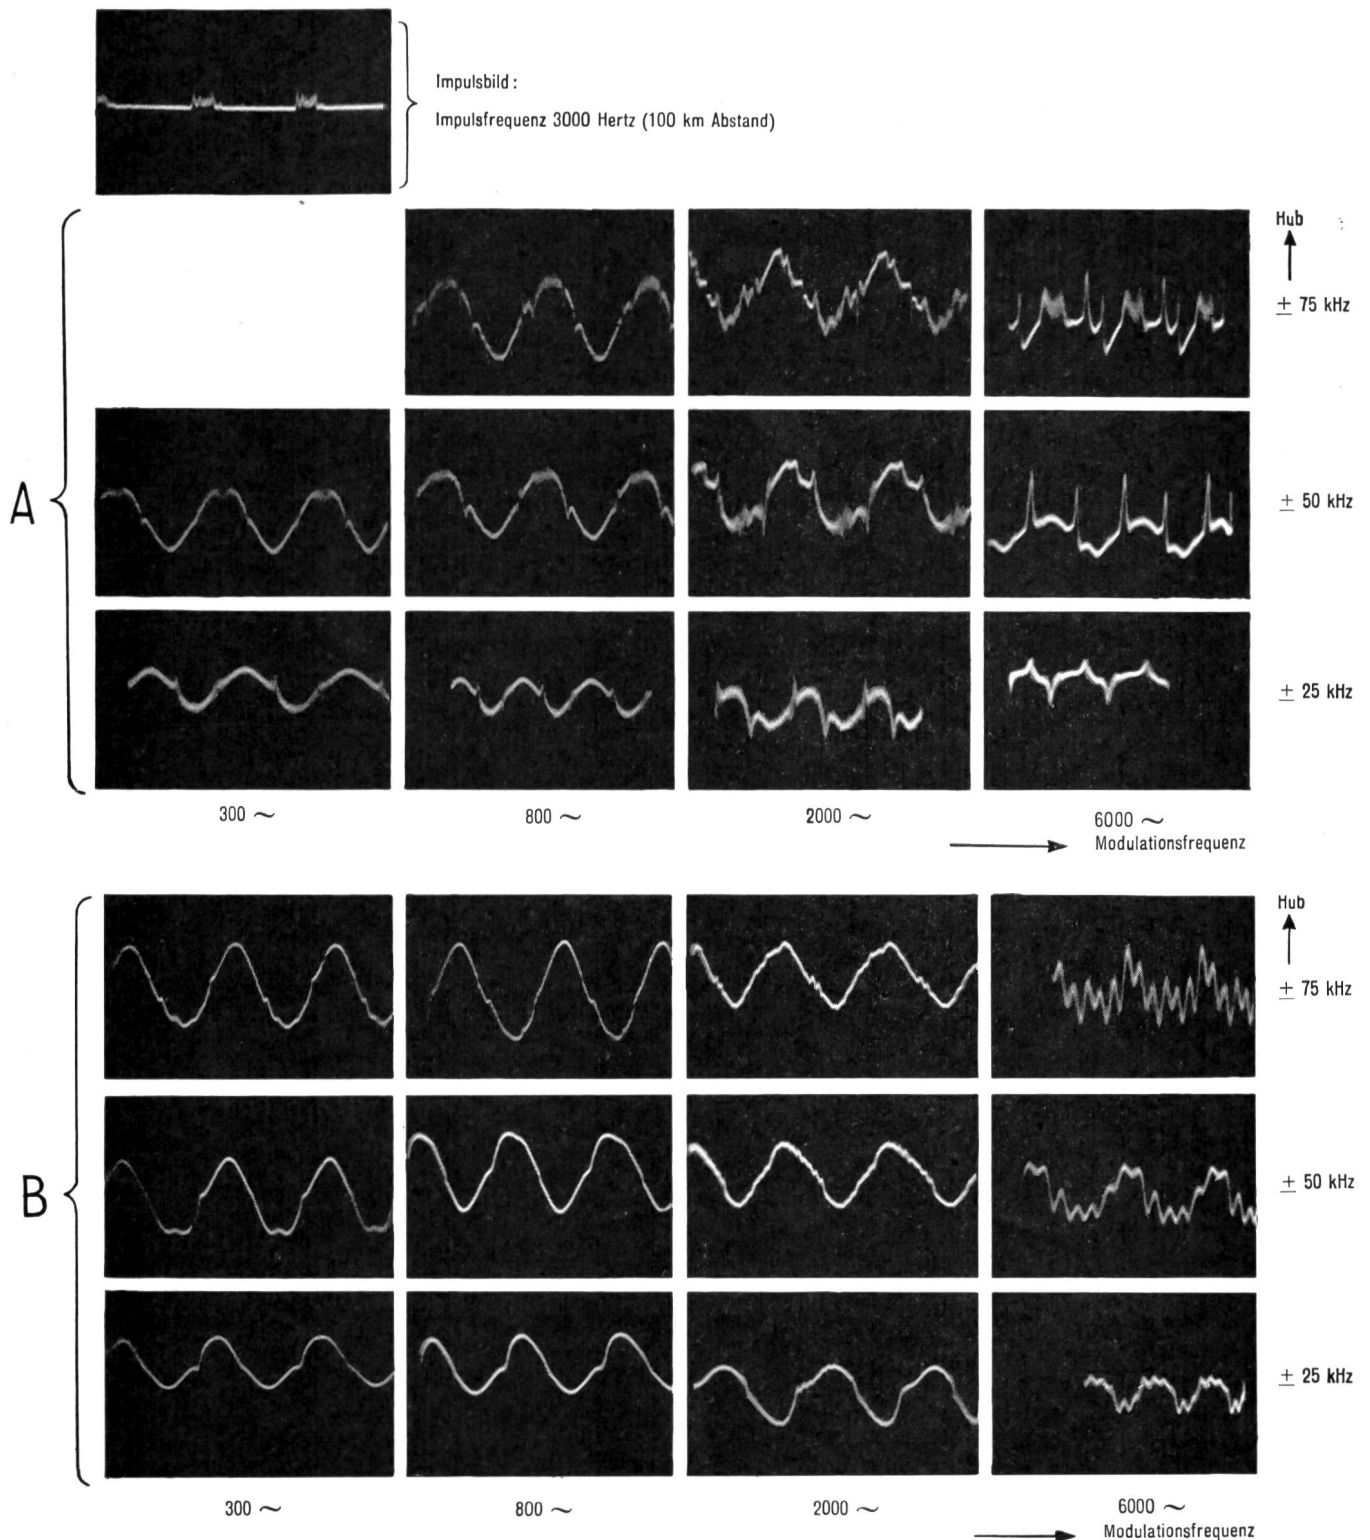 Impulsbild :
Impulsfrequenz 3000 Hertz (100 km Abstand)
A
Hub
± 75 kHz
± 50 kHz
± 25 kHz
300 ~
800 ~
2000 ~
6000 ~
Modulationsfrequenz
B
Hub
± 75 kHz
± 50 kHz
± 25 kHz
300 ~
800 ~
2000 ~
6000 ~
Modulationsfrequenz